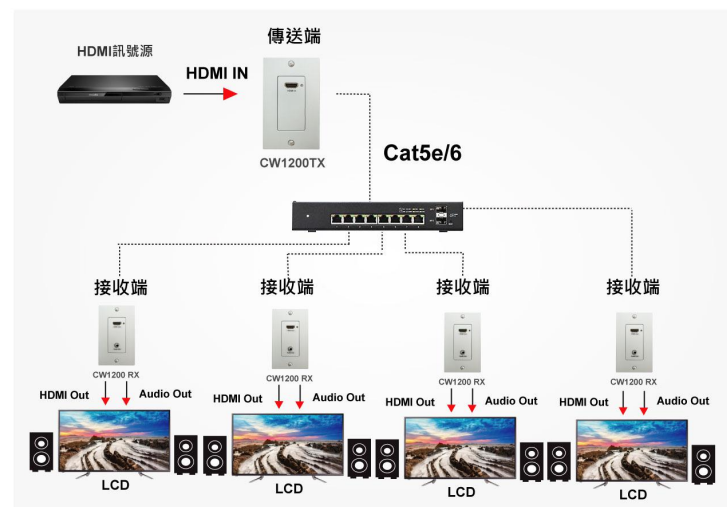 傳送端
HDMI訊號源
HDMI IN
CW1200TX
Cat5e/6
接收端
接收端
接收端
接收端
CW1200 RX
CW1200 RX
CW1200 RX
CW1200 RX
HDMI Out
Audio Out
HDMI Out
Audio Out
HDMI Out
Audio Out
HDMI Out
Audio Out
LCD
LCD
LCD
LCD